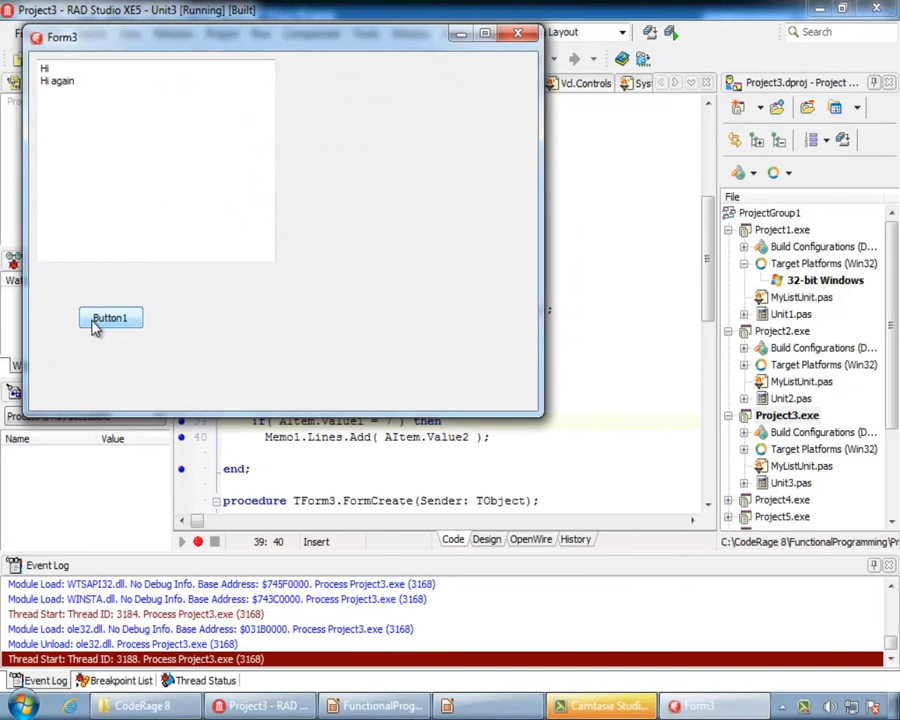 Project3 - RAD Studio XE5 - Unit3 [Running] [Built]
Form3
Layout
Search
Hi
Hi again
Button1
Vcl.Controls
Sys
Project3.dproj - Project
File
ProjectGroup1
Project1.exe
Build Configurations (D...
Target Platforms (Win32)
32-bit Windows
MyListUnit.pas
Unit1.pas
Project2.exe
Build Configurations (D...
Target Platforms (Win32)
MyListUnit.pas
Unit2.pas
Project3.exe
Build Configurations (D...
Target Platforms (Win32)
MyListUnit.pas
Unit3.pas
Project4.exe
Project5.exe
C:\CodeRage 8\FunctionalProgramming\Pr
Name Value
if( AItem.Value1 = 7 ) then
40 Memo1.Lines.Add( AItem.Value2 );
end;
procedure TForm3.FormCreate(Sender: TObject);
39: 40 Insert
Code Design OpenWire History
Event Log
Module Load: WTSAPI32.dll. No Debug Info. Base Address: $745F0000. Process Project3.exe (3168)
Module Load: WINSTA.dll. No Debug Info. Base Address: $743C0000. Process Project3.exe (3168)
Thread Start: Thread ID: 3184. Process Project3.exe (3168)
Module Load: ole32.dll. No Debug Info. Base Address: $031B0000. Process Project3.exe (3168)
Module Unload: ole32.dll. Process Project3.exe (3168)
Thread Start: Thread ID: 3188. Process Project3.exe (3168)
Event Log Breakpoint List Thread Status
CodeRage 8
Project3 - RAD ...
FunctionalProg...
Camtasia Studi...
Form3